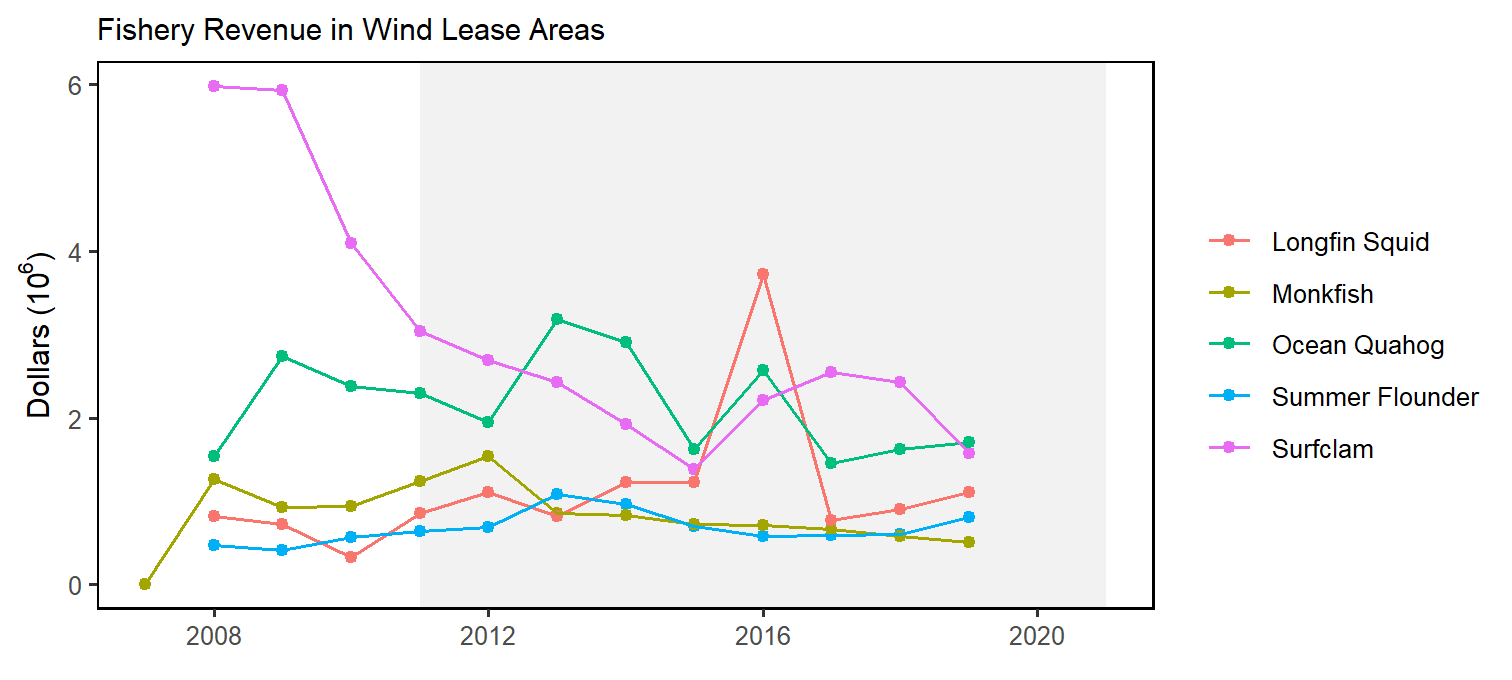 Fishery Revenue in Wind Lease Areas
6
4
2
0
Dollars (10⁶)
2008
2012
2016
2020
Longfin Squid
Monkfish
Ocean Quahog
Summer Flounder
Surfclam